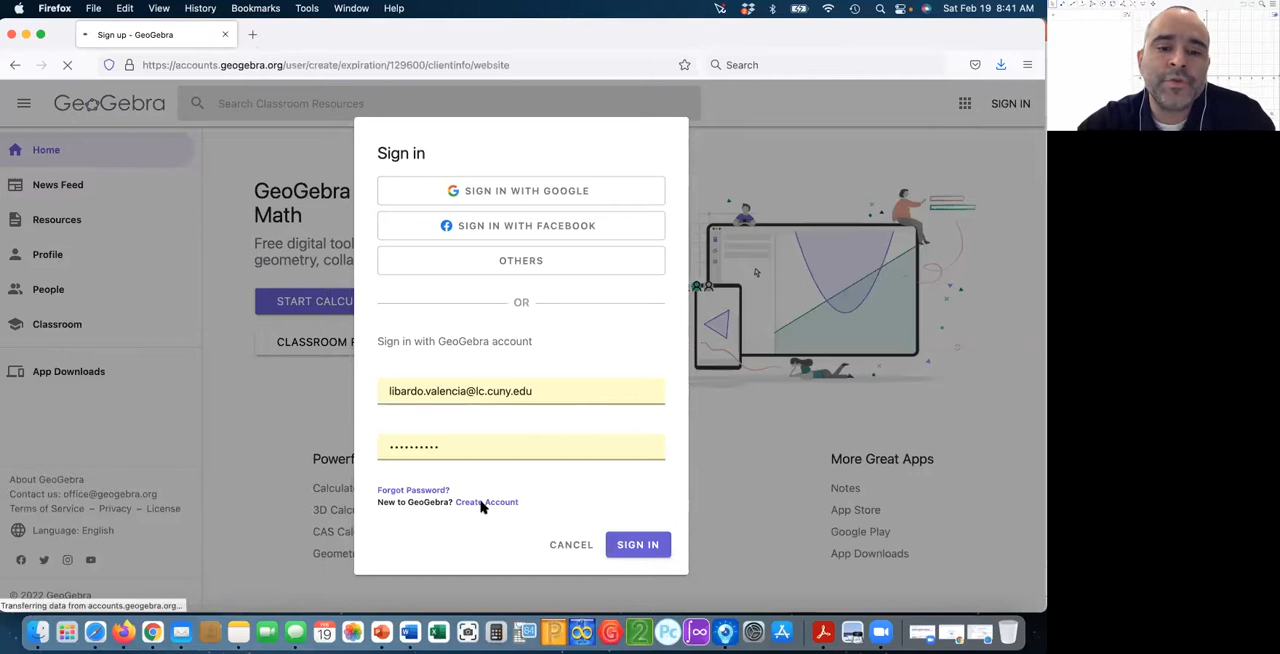 Firefox File Edit View History Bookmarks Tools Window Help Sat Feb 19 8:41 AM
Sign up - GeoGebra
https://accounts.geogebra.org/user/create/expiration/129600/clientinfo/website Search
GeoGebra Search Classroom Resources SIGN IN
Home
News Feed
Resources
Profile
People
Classroom
App Downloads
About GeoGebra
Contact us: office@geogebra.org
Terms of Service – Privacy – License
Language: English
© 2022 GeoGebra
Transferring data from accounts.geogebra.org...
GeoGebra
Math
Free digital tool
geometry, colla
START CALCU
CLASSROOM
Powerf
Calculat
3D Calcu
CAS Calc
Geomet
Sign in
SIGN IN WITH GOOGLE
SIGN IN WITH FACEBOOK
OTHERS
OR
Sign in with GeoGebra account
libardo.valencia@lc.cuny.edu
••••••••••
Forgot Password?
New to GeoGebra? Create Account
CANCEL SIGN IN
More Great Apps
Notes
App Store
Google Play
App Downloads